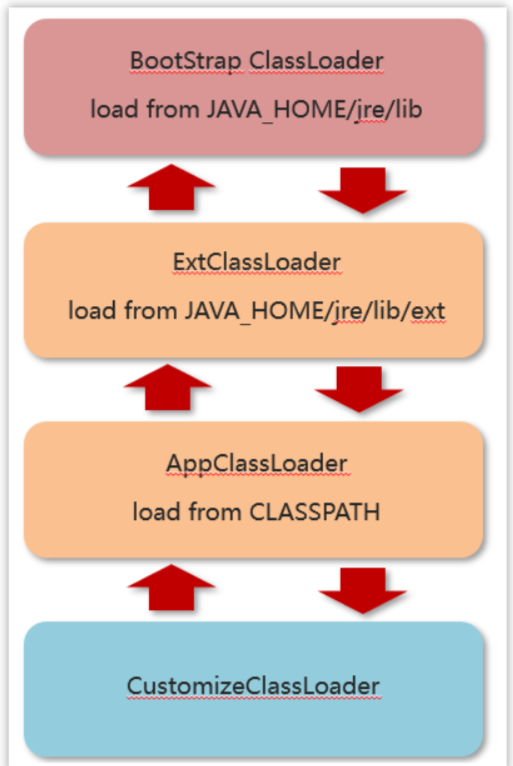 BootStrap ClassLoader
load from JAVA_HOME/jre/lib
ExtClassLoader
load from JAVA_HOME/jre/lib/ext
AppClassLoader
load from CLASSPATH
CustomizeClassLoader